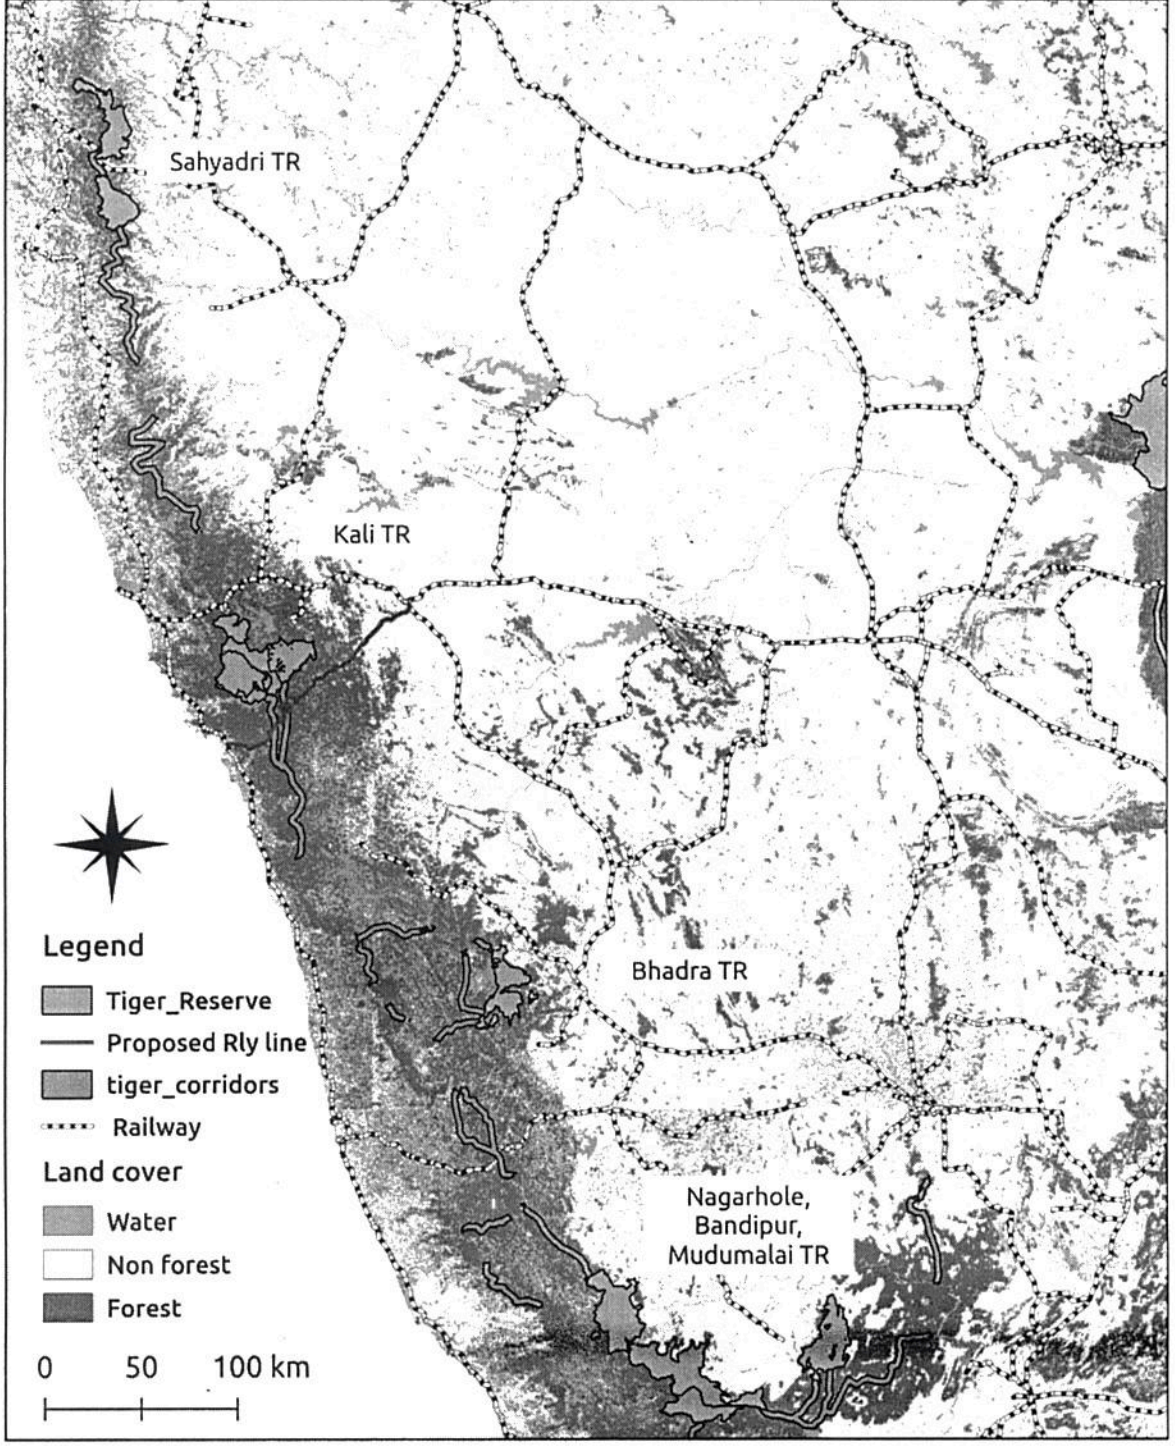 Sahyadri TR
Kali TR
Bhadra TR
Nagarhole,
Bandipur,
Mudumalai TR
Legend
Tiger_Reserve
Proposed Rly line
tiger_corridors
Railway
Land cover
Water
Non forest
Forest
0 50 100 km